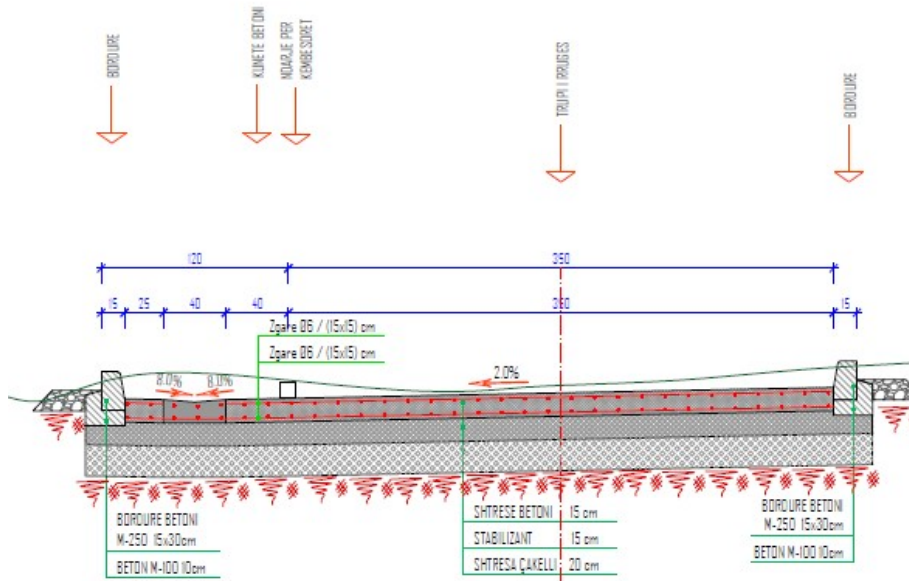 BORDURE
KUNETE BETONI
NDARJE PER
KEMBESORET
TRUPI I RRUGES
BORDURE
120
350
15
25
40
40
350
15
Zgare Ø6 / (15x15) cm
Zgare Ø6 / (15x15) cm
8.0%
8.0%
2.0%
BORDURE BETONI
M-250 15x30cm
BETON M-100 10cm
SHTRESE BETONI 15 cm
STABILIZANT 15 cm
SHTRESA ÇAKELLI 20 cm
BORDURE BETONI
M-250 15x30cm
BETON M-100 10cm